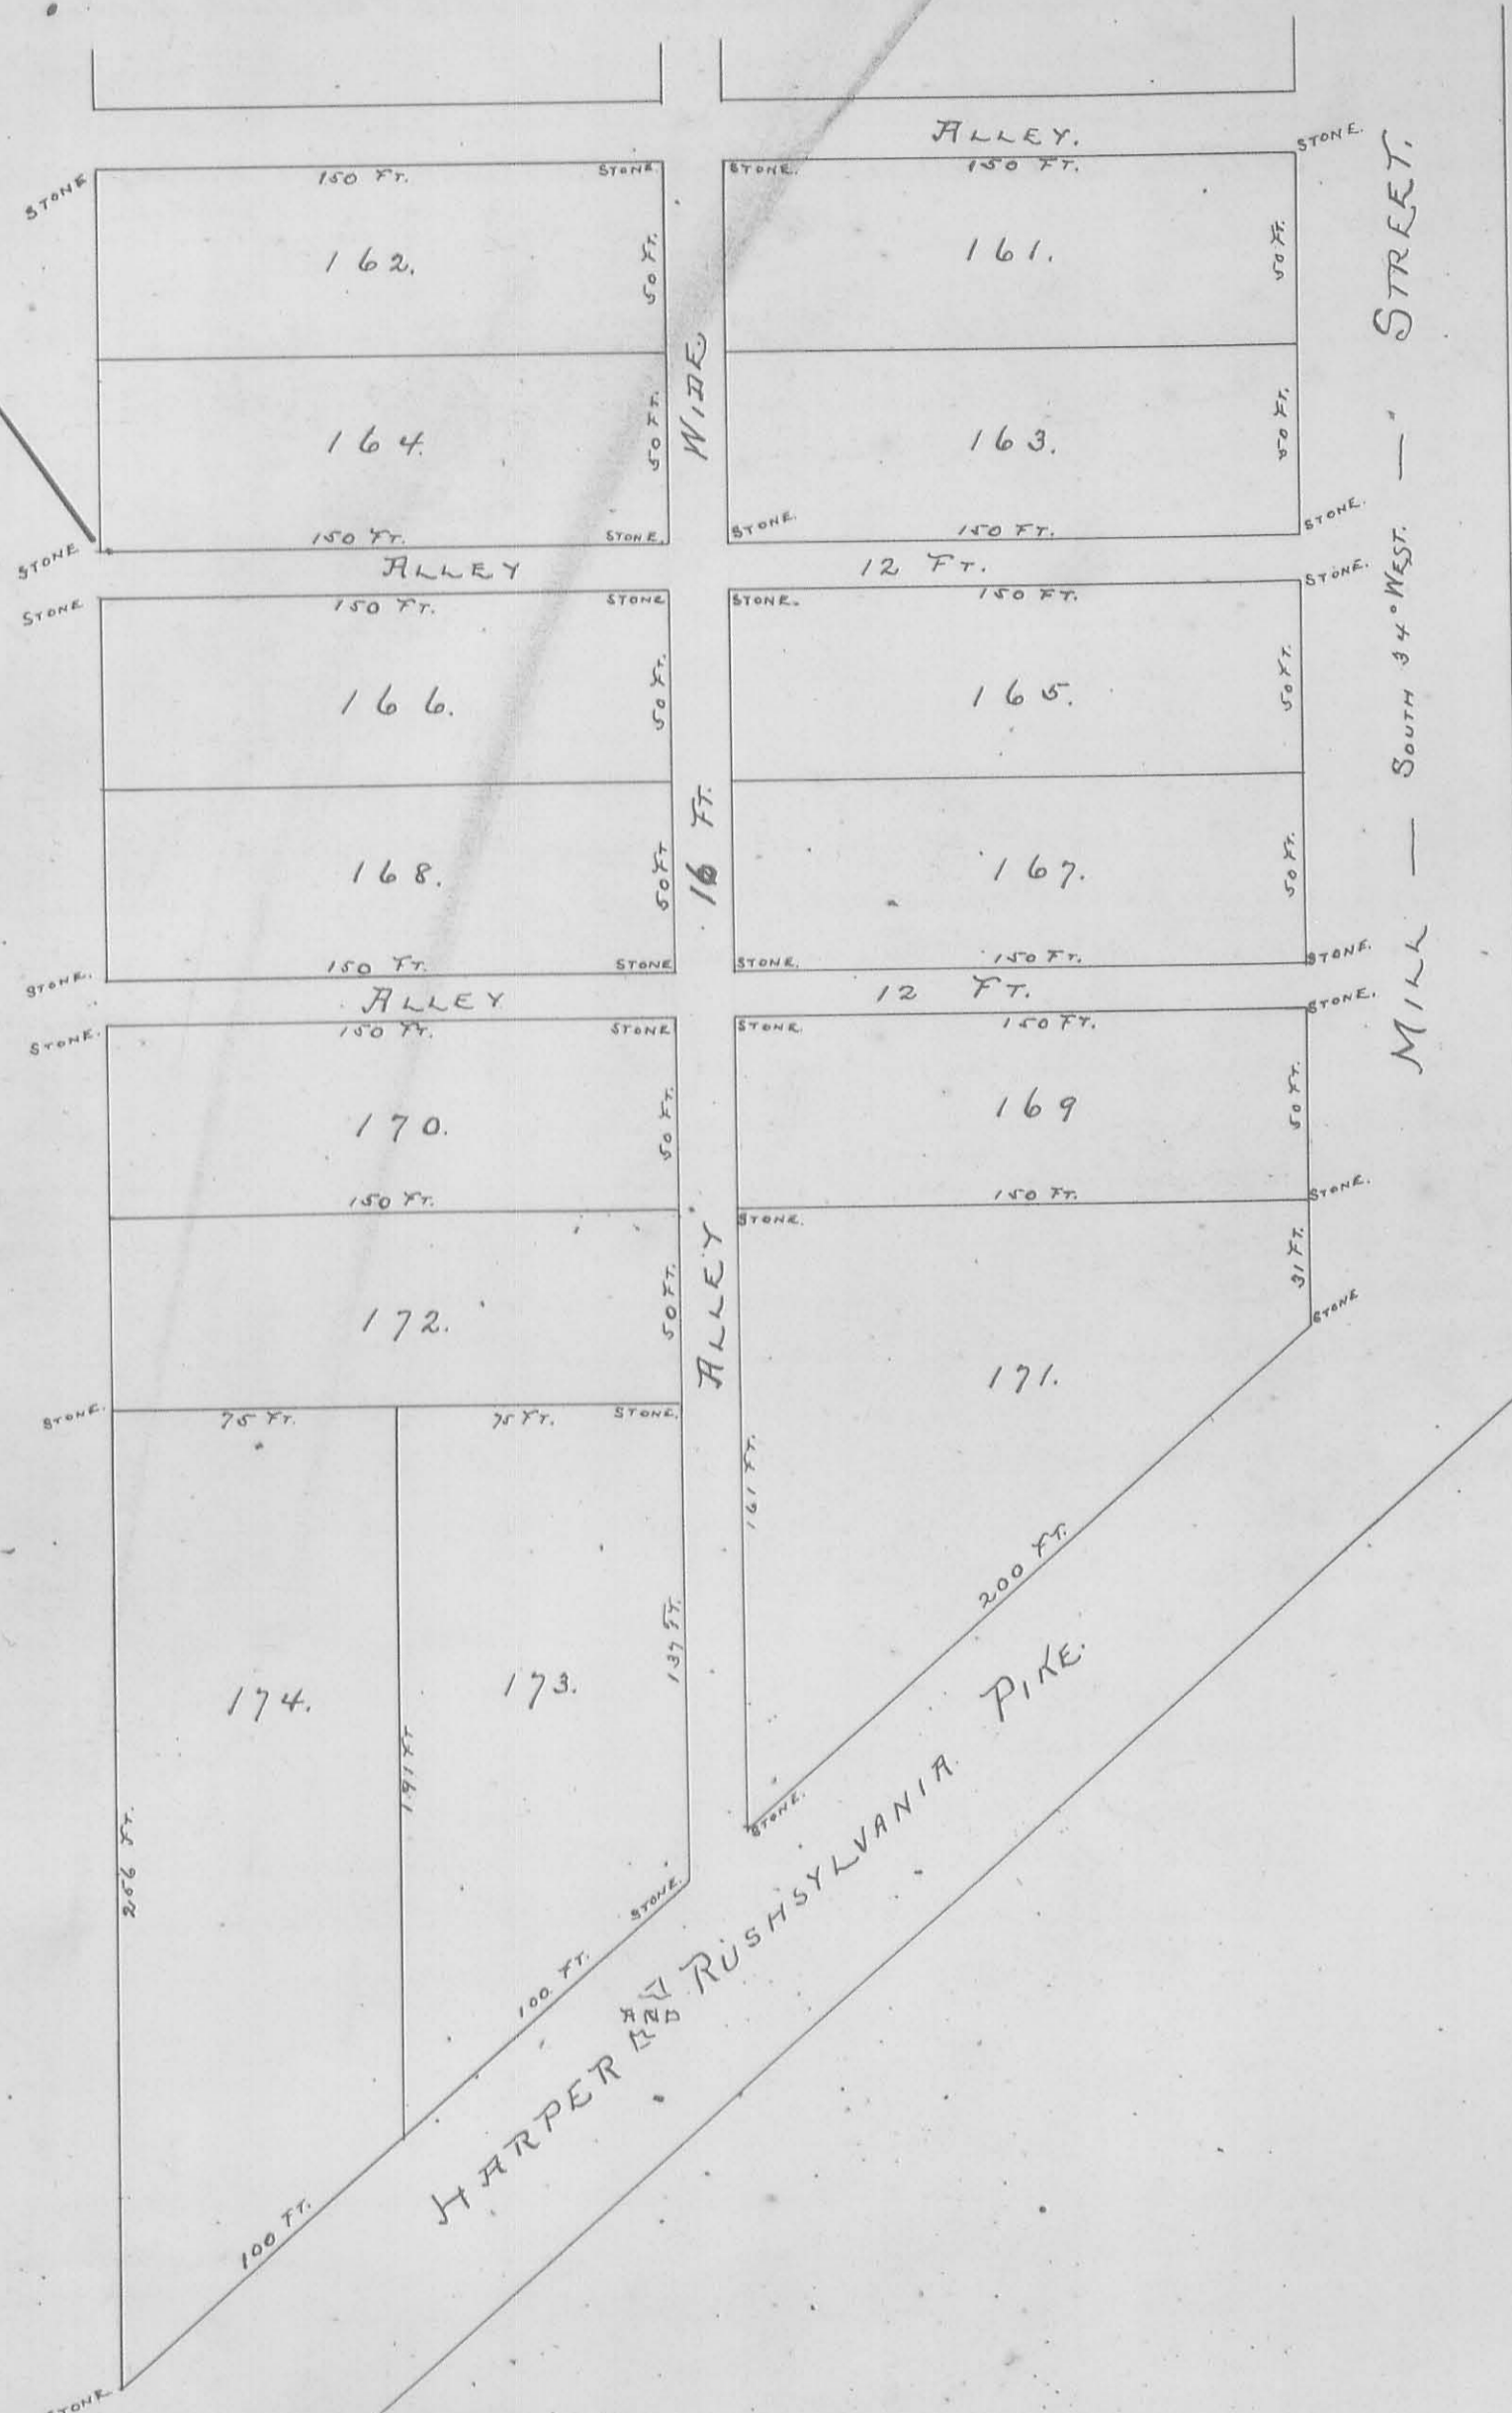 ALLEY.
STONE.
STONE
150 FT.
STONE.
STONE.
150 FT.
162.
50 FT.
161.
50 FT.
164.
50 FT.
WIDE.
163.
50 FT.
STREET.
STONE
150 FT.
STONE.
STONE.
150 FT.
STONE.
ALLEY
12 FT.
STONE
150 FT.
STONE
STONE.
150 FT.
STONE.
166.
50 FT.
165.
50 FT.
SOUTH 34° WEST.
168.
50 FT
16 FT.
167.
50 FT.
MILL
STONE.
150 FT.
STONE
STONE.
150 FT.
STONE.
ALLEY
12 FT.
STONE.
150 FT.
STONE
STONE.
150 FT.
STONE.
170.
50 FT.
169
50 FT.
150 FT.
150 FT.
STONE.
STONE.
172.
50 FT.
ALLEY
31 FT.
STONE
171.
STONE.
75 FT.
75 FT.
STONE.
161 FT.
200 FT.
174.
173.
137 FT.
191 FT
256 FT.
STONE.
STONE.
100 FT.
100 FT.
HARPER AND RUSHSYLVANIA PIKE.
STONE